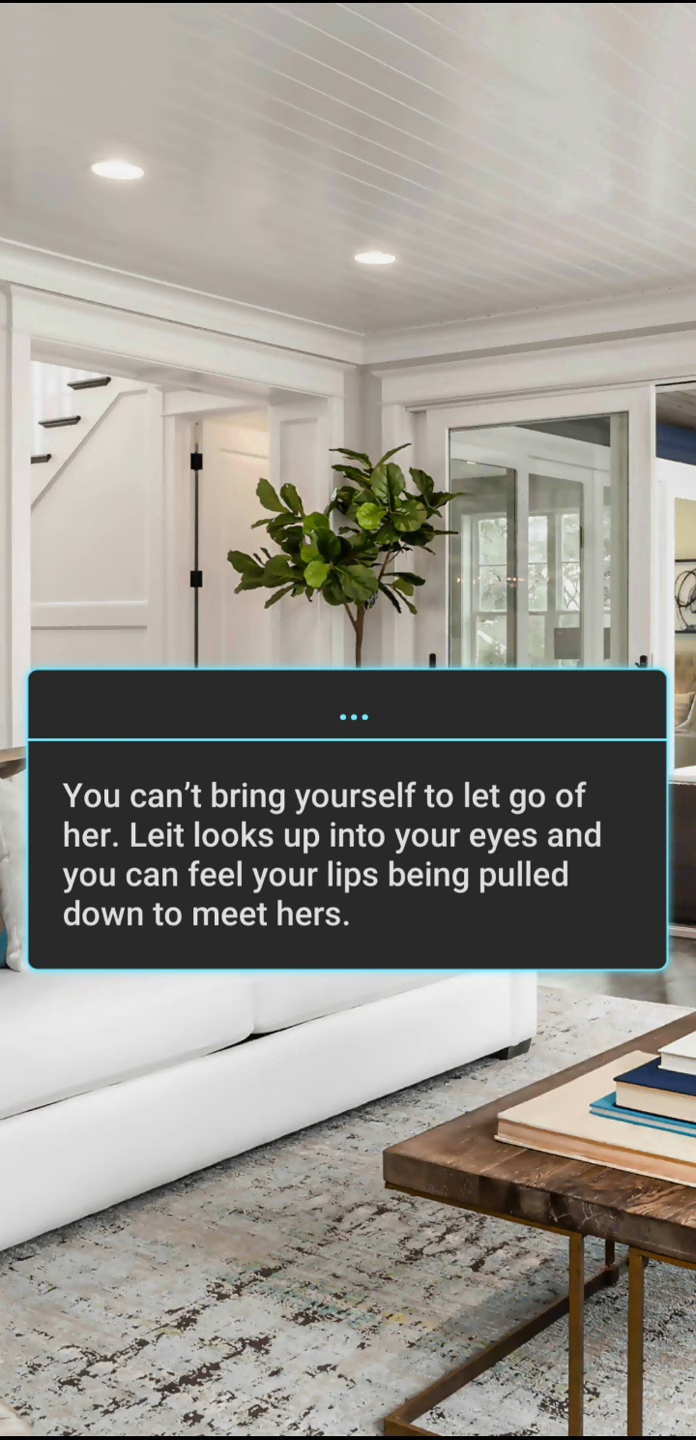 ...
You can’t bring yourself to let go of
her. Leit looks up into your eyes and
you can feel your lips being pulled
down to meet hers.